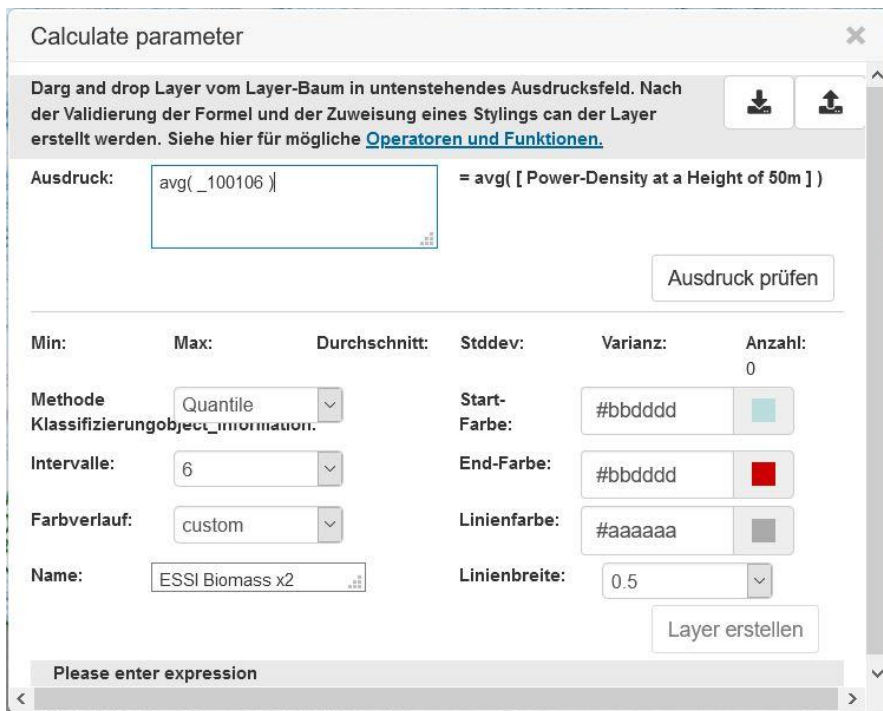 Calculate parameter
Darg and drop Layer vom Layer-Baum in untenstehendes Ausdrucksfeld. Nach
der Validierung der Formel und der Zuweisung eines Stylings can der Layer
erstellt werden. Siehe hier für mögliche Operatoren und Funktionen.
Ausdruck: avg( _100106 ) = avg( [ Power-Density at a Height of 50m ] )
Ausdruck prüfen
Min: Max: Durchschnitt: Stddev: Varianz: Anzahl:
0
Methode Quantile Start- #bbdddd
Klassifizierungobject_information: Farbe:
Intervalle: 6 End-Farbe: #bbdddd
Farbverlauf: custom Linienfarbe: #aaaaaa
Name: ESSI Biomass x2 Linienbreite: 0.5
Layer erstellen
Please enter expression